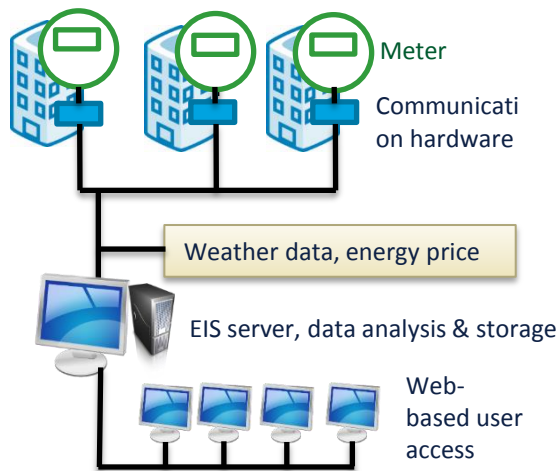 Meter
Communicati
on hardware
Weather data, energy price
EIS server, data analysis & storage
Web-
based user
access